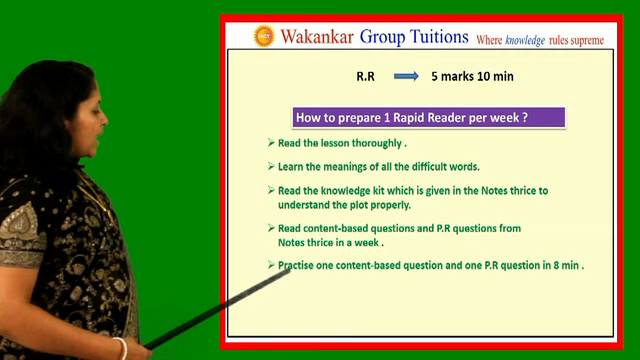 Wakankar Group Tuitions Where knowledge rules supreme
R.R 5 marks 10 min
How to prepare 1 Rapid Reader per week ?
Read the lesson thoroughly .
Learn the meanings of all the difficult words.
Read the knowledge kit which is given in the Notes thrice to
understand the plot properly.
Read content-based questions and P.R questions from
Notes thrice in a week .
Practise one content-based question and one P.R question in 8 min .